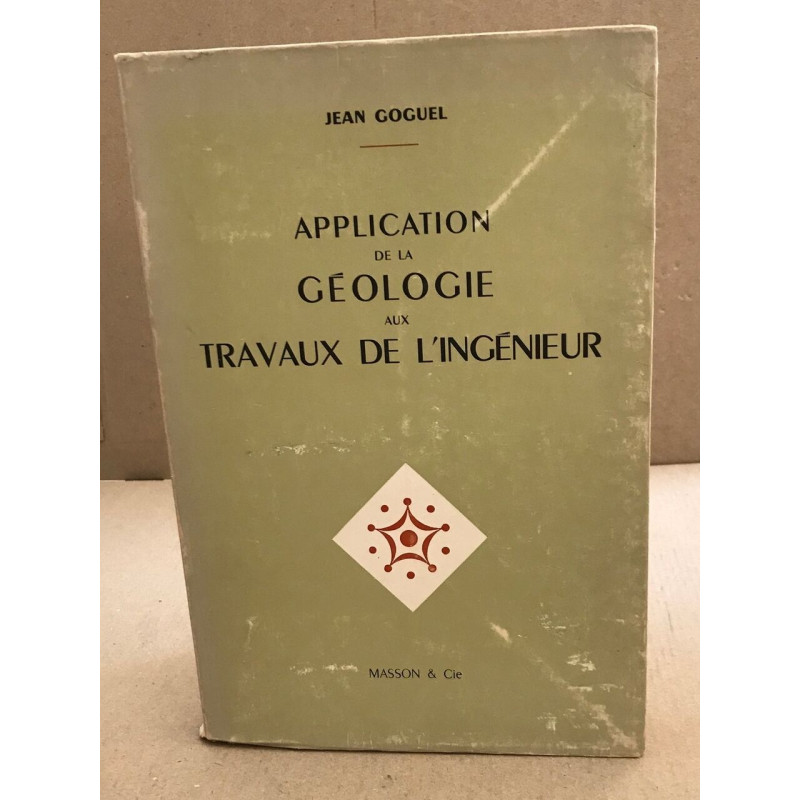 JEAN GOGUEL
APPLICATION
DE LA
GÉOLOGIE
AUX
TRAVAUX DE L'INGÉNIEUR
MASSON & Cie